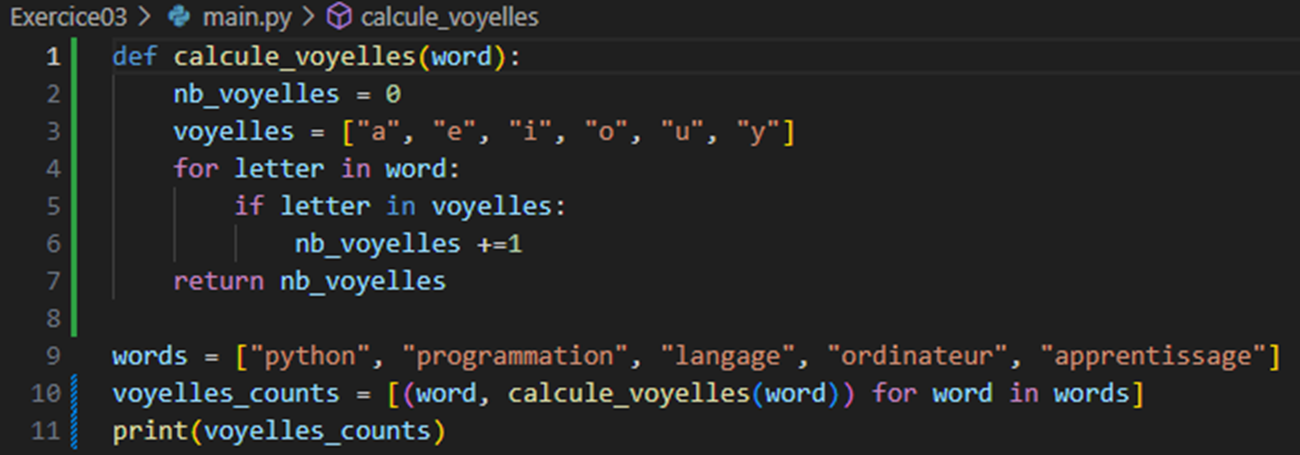 Exercice03 > main.py > calcule_voyelles
1 def calcule_voyelles(word):
2     nb_voyelles = 0
3     voyelles = ["a", "e", "i", "o", "u", "y"]
4     for letter in word:
5         if letter in voyelles:
6             nb_voyelles +=1
7     return nb_voyelles
8
9 words = ["python", "programmation", "langage", "ordinateur", "apprentissage"]
10 voyelles_counts = [(word, calcule_voyelles(word)) for word in words]
11 print(voyelles_counts)